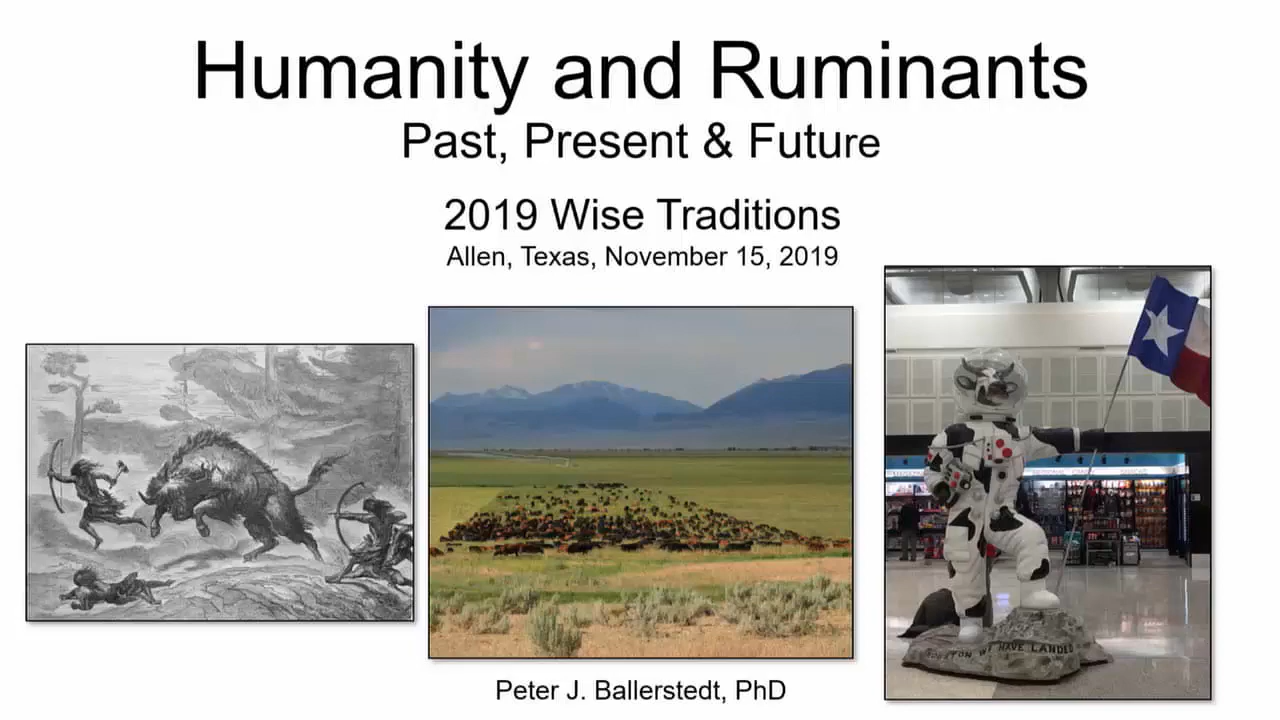 Humanity and Ruminants
Past, Present & Future
2019 Wise Traditions
Allen, Texas, November 15, 2019
SNACKS
HOUSTON WE HAVE LANDED
Peter J. Ballerstedt, PhD